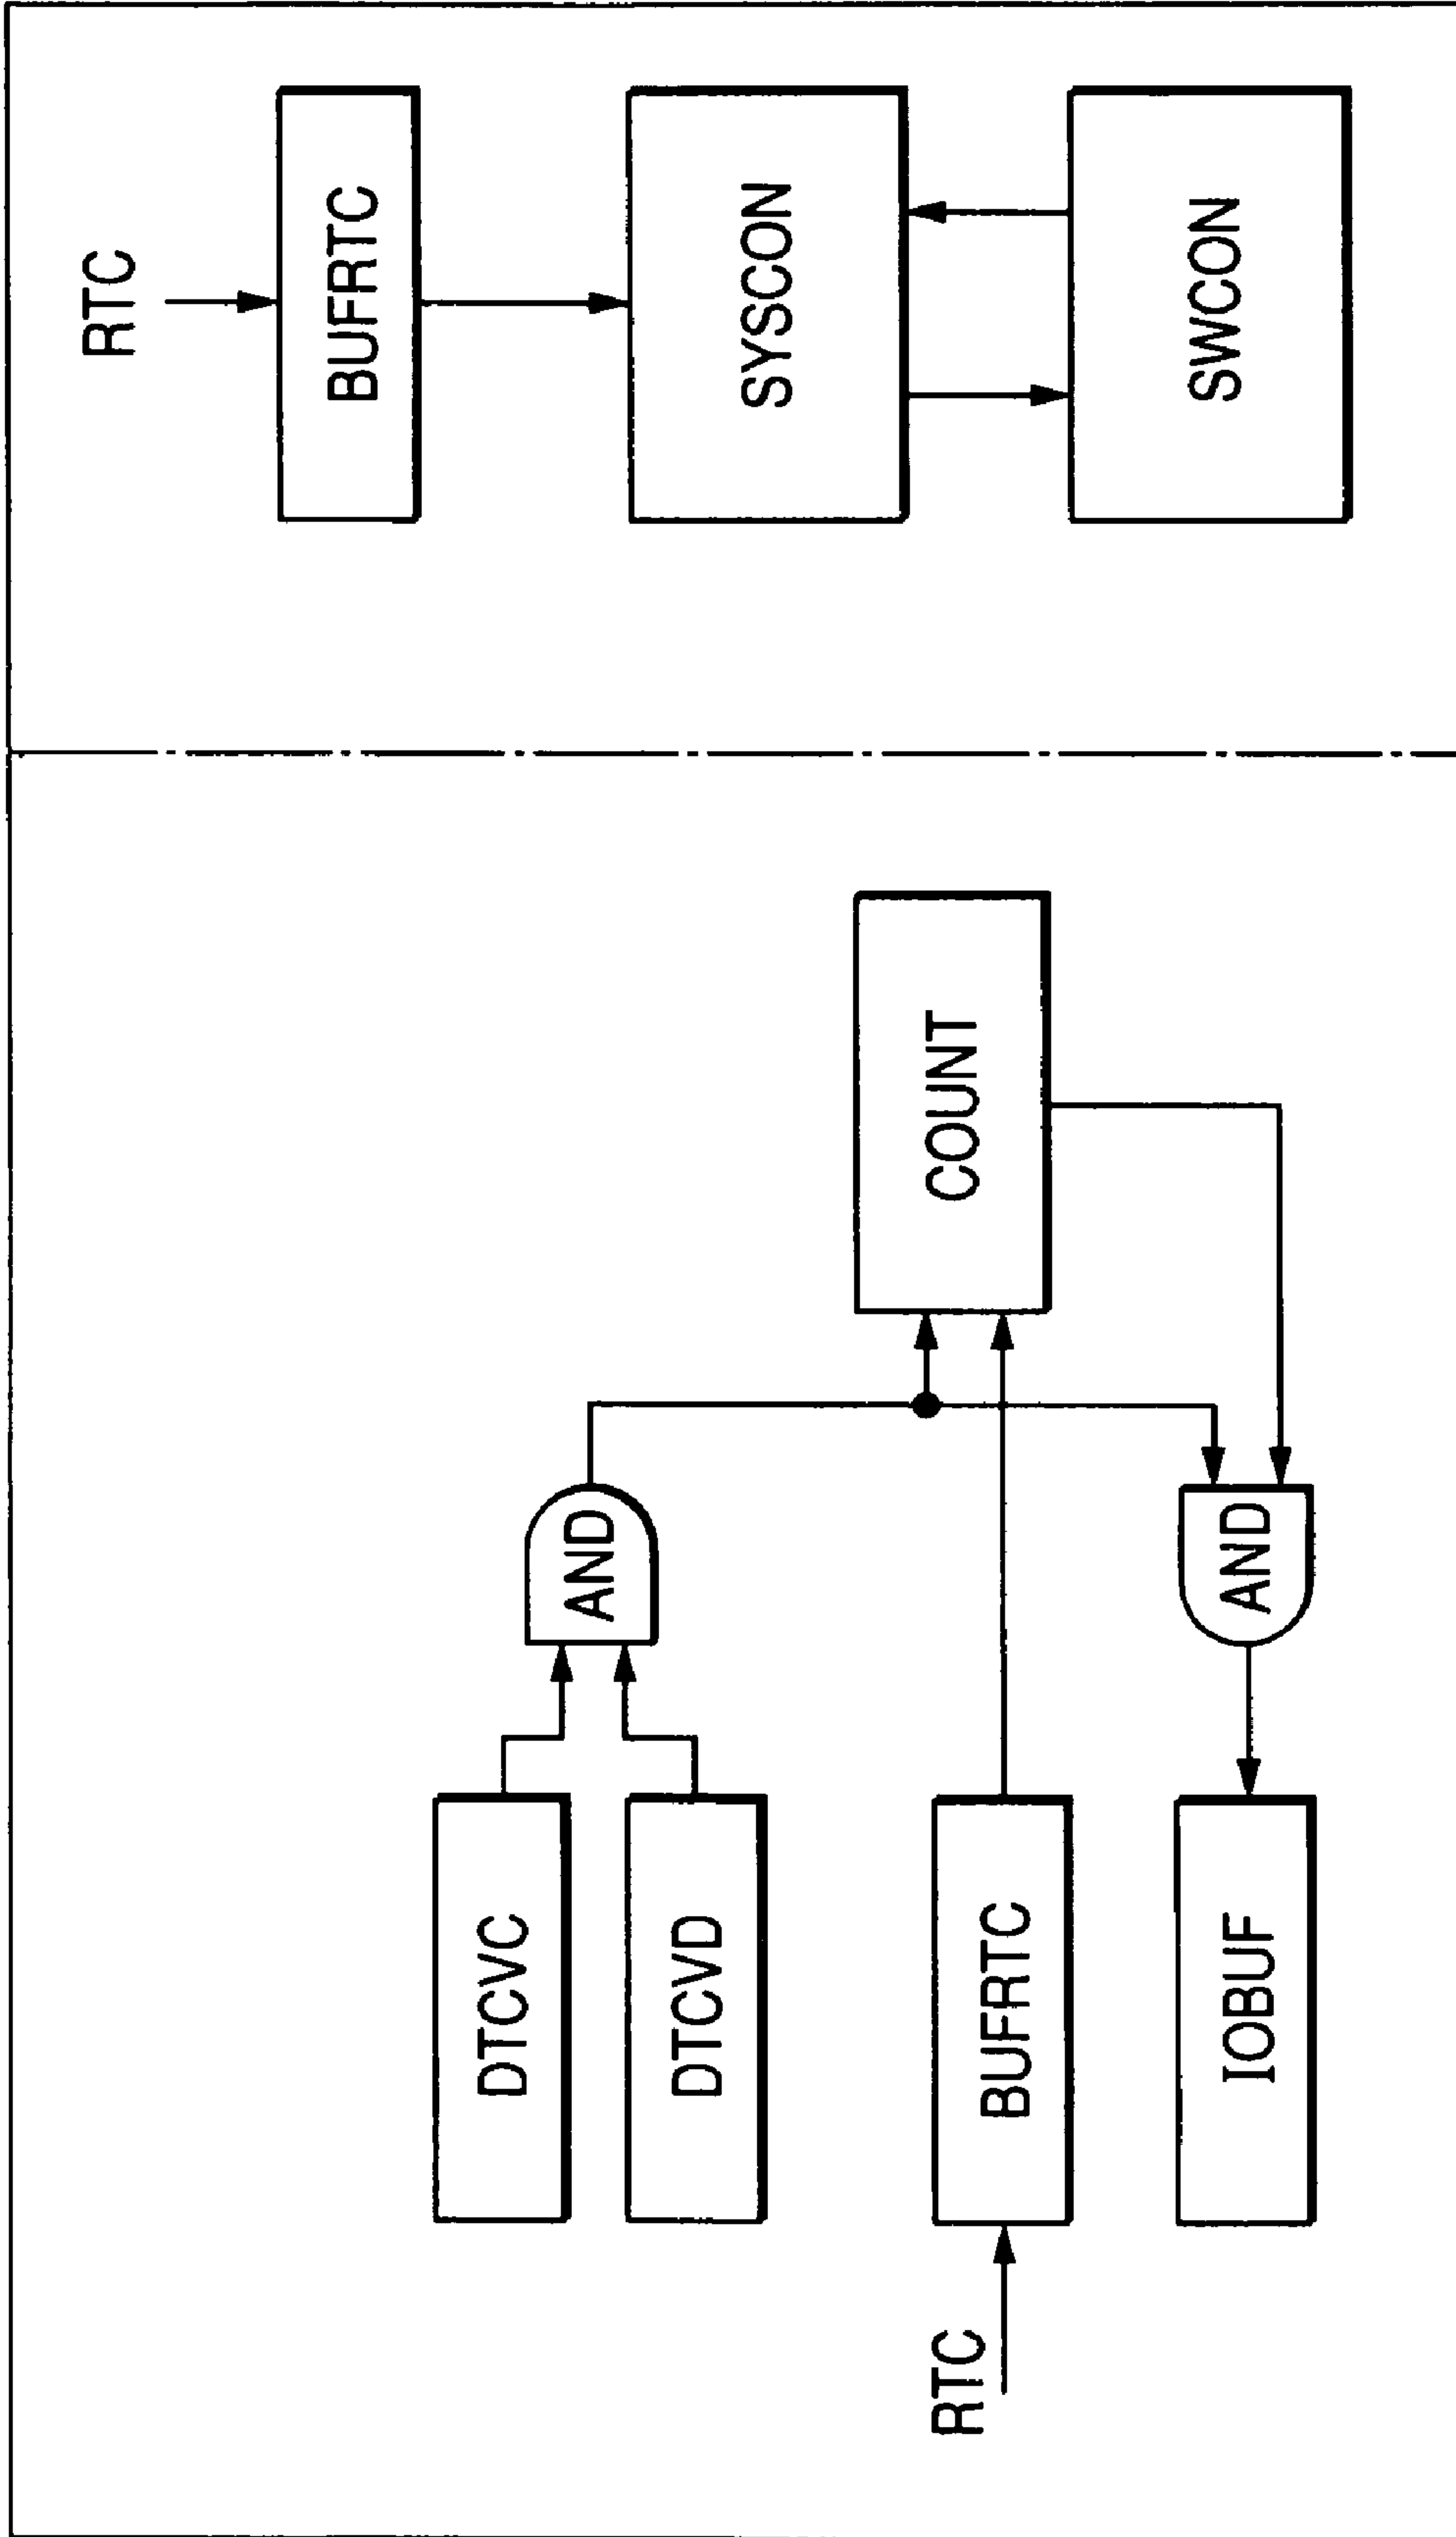 DTCVC
DTCVD
AND
RTC
BUFRTC
COUNT
IOBUF
AND
RTC
BUFRTC
SYSCON
SWCON